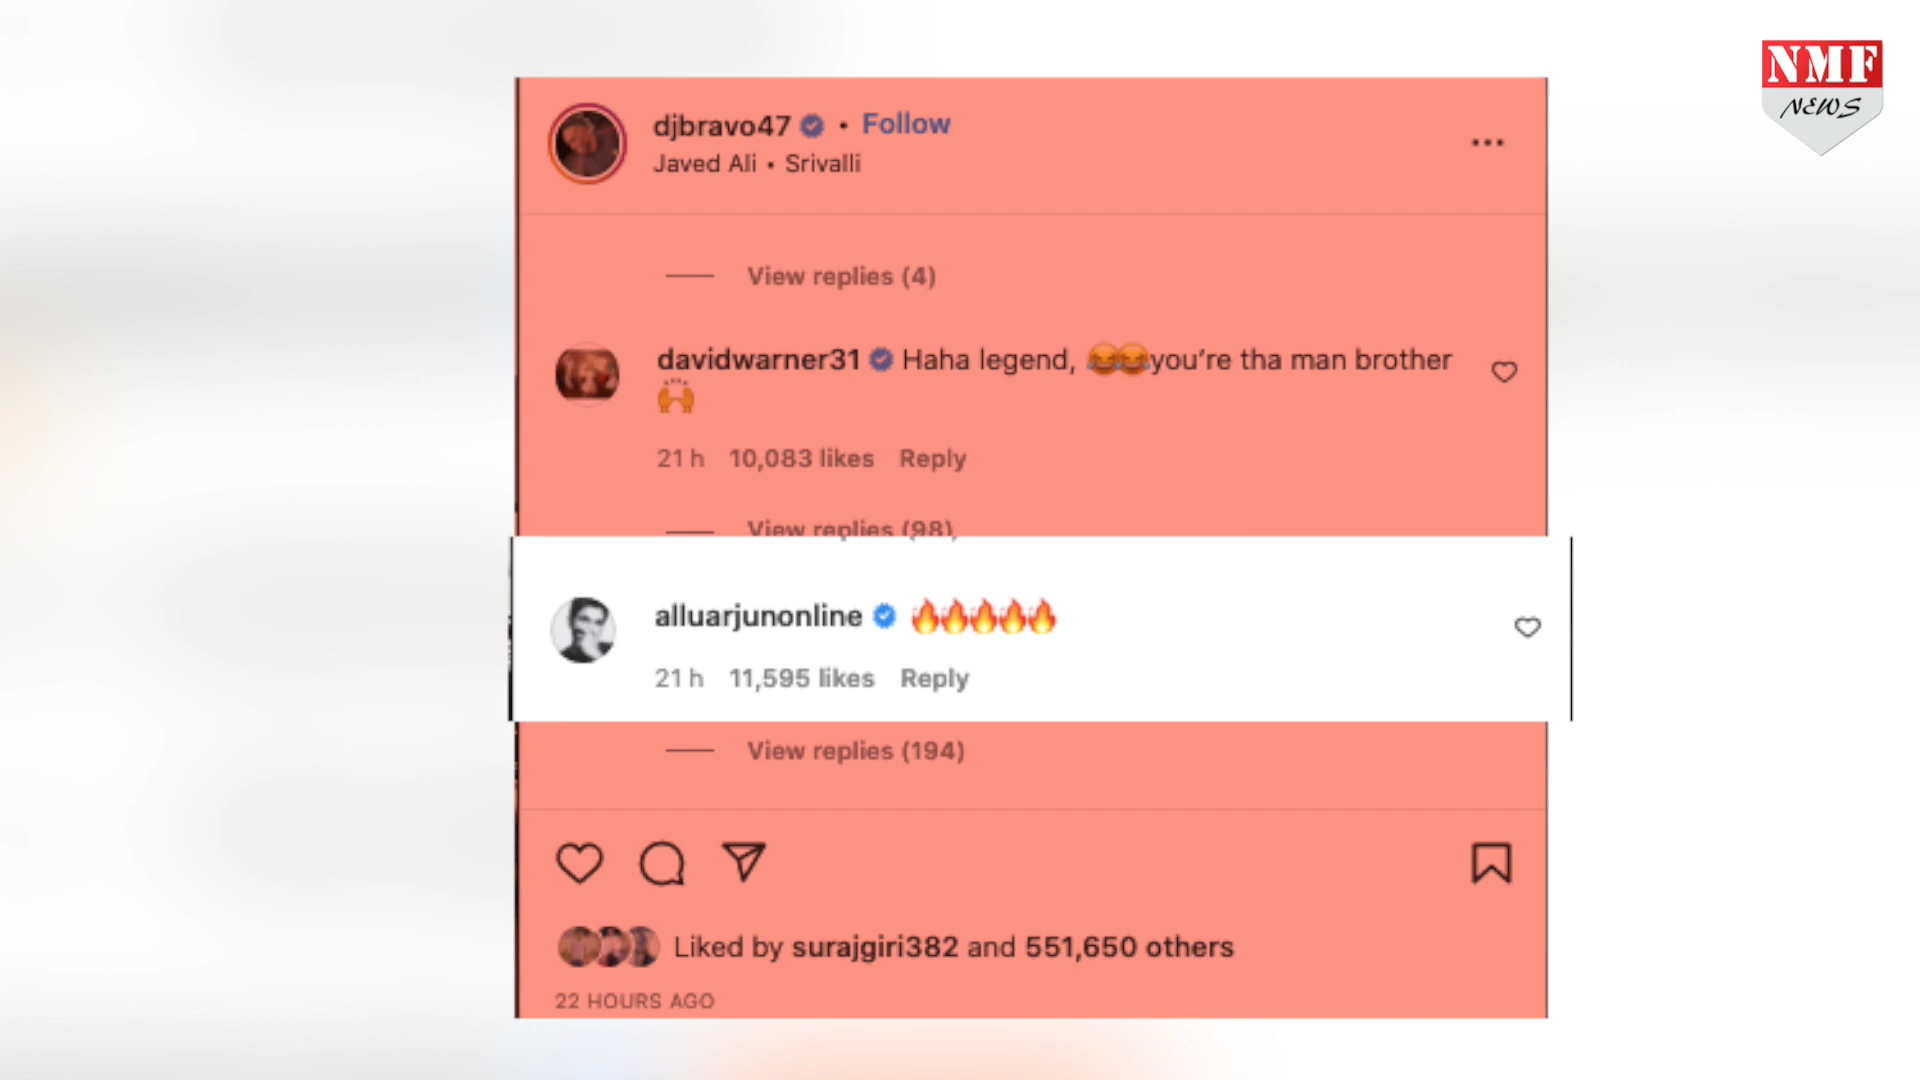 NMF
NEWS
djbravo47 • Follow
Javed Ali • Srivalli
View replies (4)
davidwarner31 Haha legend, 😂😂you're tha man brother
🙌
21 h 10,083 likes Reply
View replies (98)
alluarjunonline 🔥🔥🔥🔥🔥
21 h 11,595 likes Reply
View replies (194)
Liked by surajgiri382 and 551,650 others
22 HOURS AGO